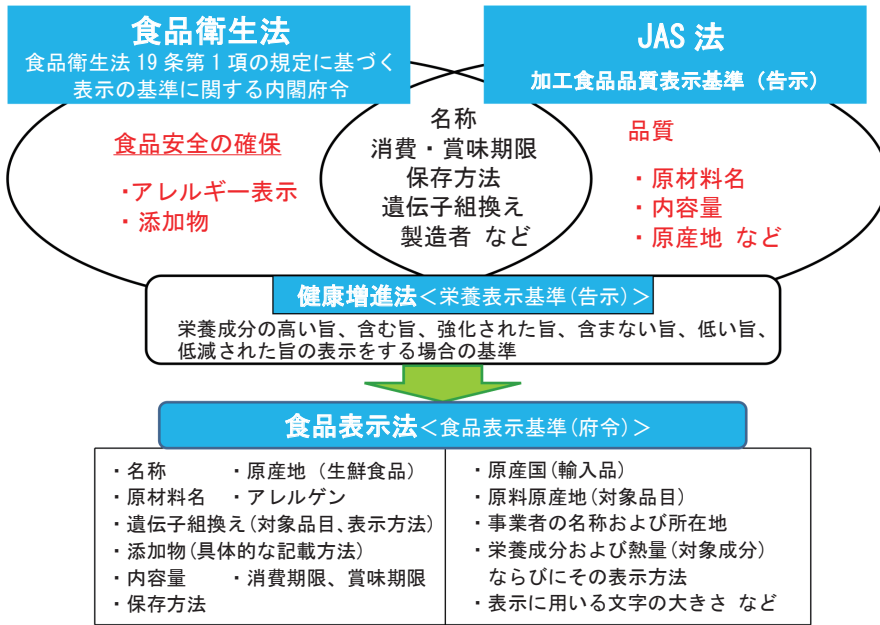 食品衛生法
食品衛生法 19 条第 1 項の規定に基づく
表示の基準に関する内閣府令
JAS 法
加工食品品質表示基準（告示）
食品安全の確保
・アレルギー表示
・添加物
名称
消費・賞味期限
保存方法
遺伝子組換え
製造者 など
品質
・原材料名
・内容量
・原産地 など
健康増進法＜栄養表示基準(告示)＞
栄養成分の高い旨、含む旨、強化された旨、含まない旨、低い旨、
低減された旨の表示をする場合の基準
食品表示法＜食品表示基準(府令)＞
・名称 ・原産地（生鮮食品）
・原材料名 ・アレルゲン
・遺伝子組換え(対象品目、表示方法)
・添加物(具体的な記載方法)
・内容量 ・消費期限、賞味期限
・保存方法
・原産国(輸入品)
・原料原産地(対象品目)
・事業者の名称および所在地
・栄養成分および熱量(対象成分)
ならびにその表示方法
・表示に用いる文字の大きさ など